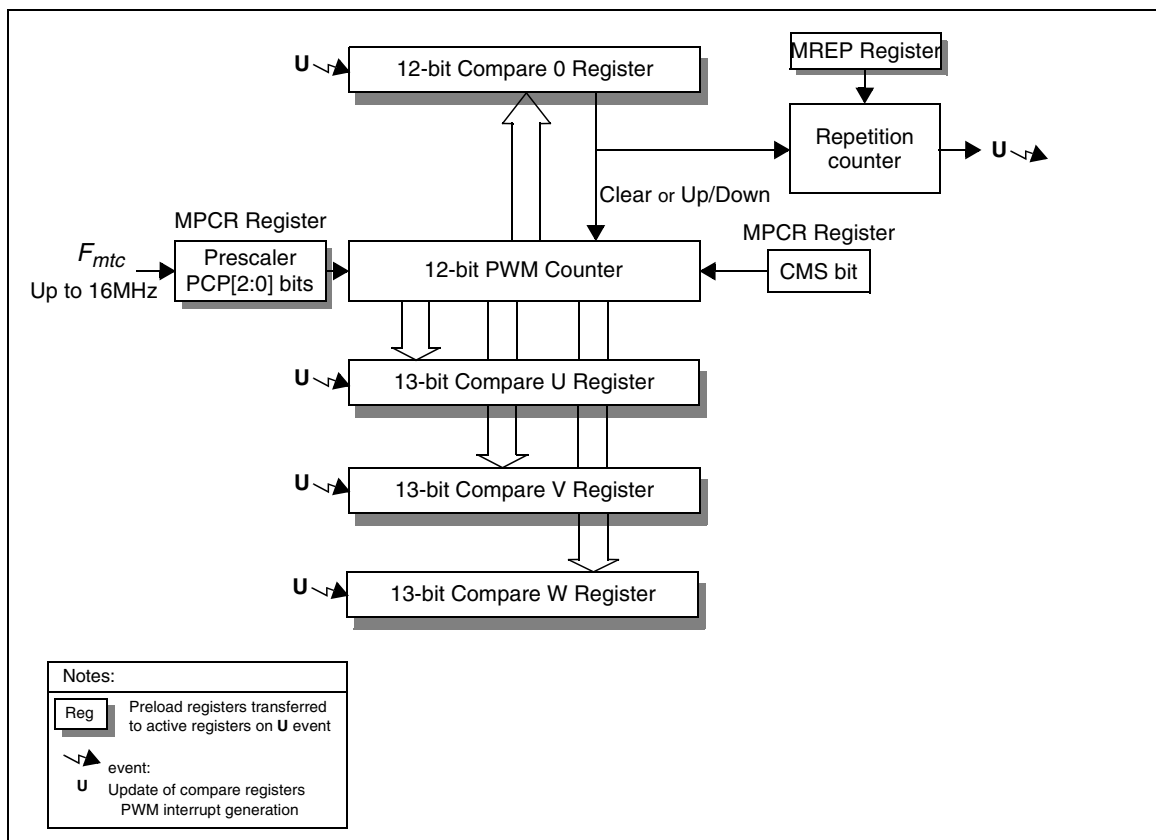 U
12-bit Compare 0 Register
MREP Register
Repetition
counter
U
Clear or Up/Down
MPCR Register
Fmtc
Up to 16MHz
Prescaler
PCP[2:0] bits
12-bit PWM Counter
MPCR Register
CMS bit
U
13-bit Compare U Register
U
13-bit Compare V Register
U
13-bit Compare W Register
Notes:
Reg
Preload registers transferred
to active registers on U event
event:
U Update of compare registers
PWM interrupt generation